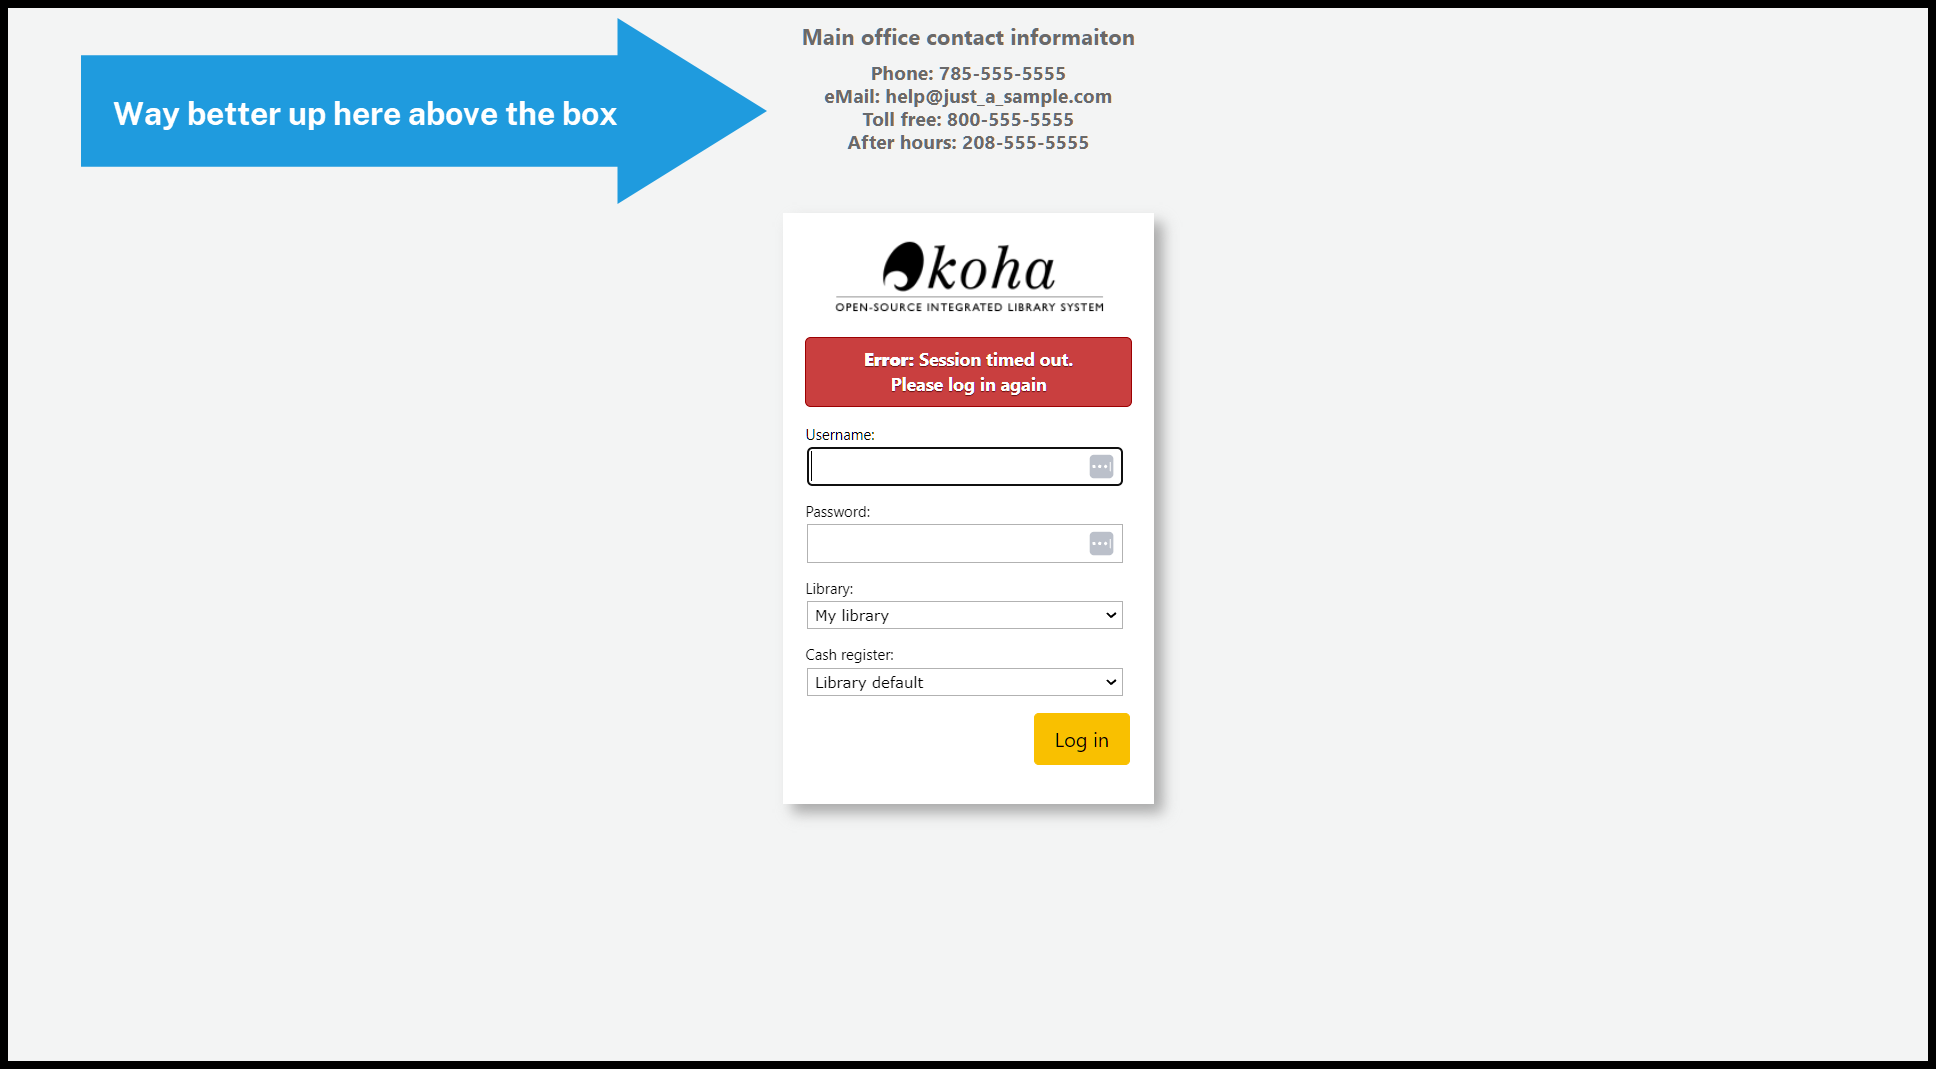 Way better up here above the box
Main office contact informaiton
Phone: 785-555-5555
eMail: help@just_a_sample.com
Toll free: 800-555-5555
After hours: 208-555-5555
koha
OPEN-SOURCE INTEGRATED LIBRARY SYSTEM
Error: Session timed out.
Please log in again
Username:
Password:
Library:
My library
Cash register:
Library default
Log in